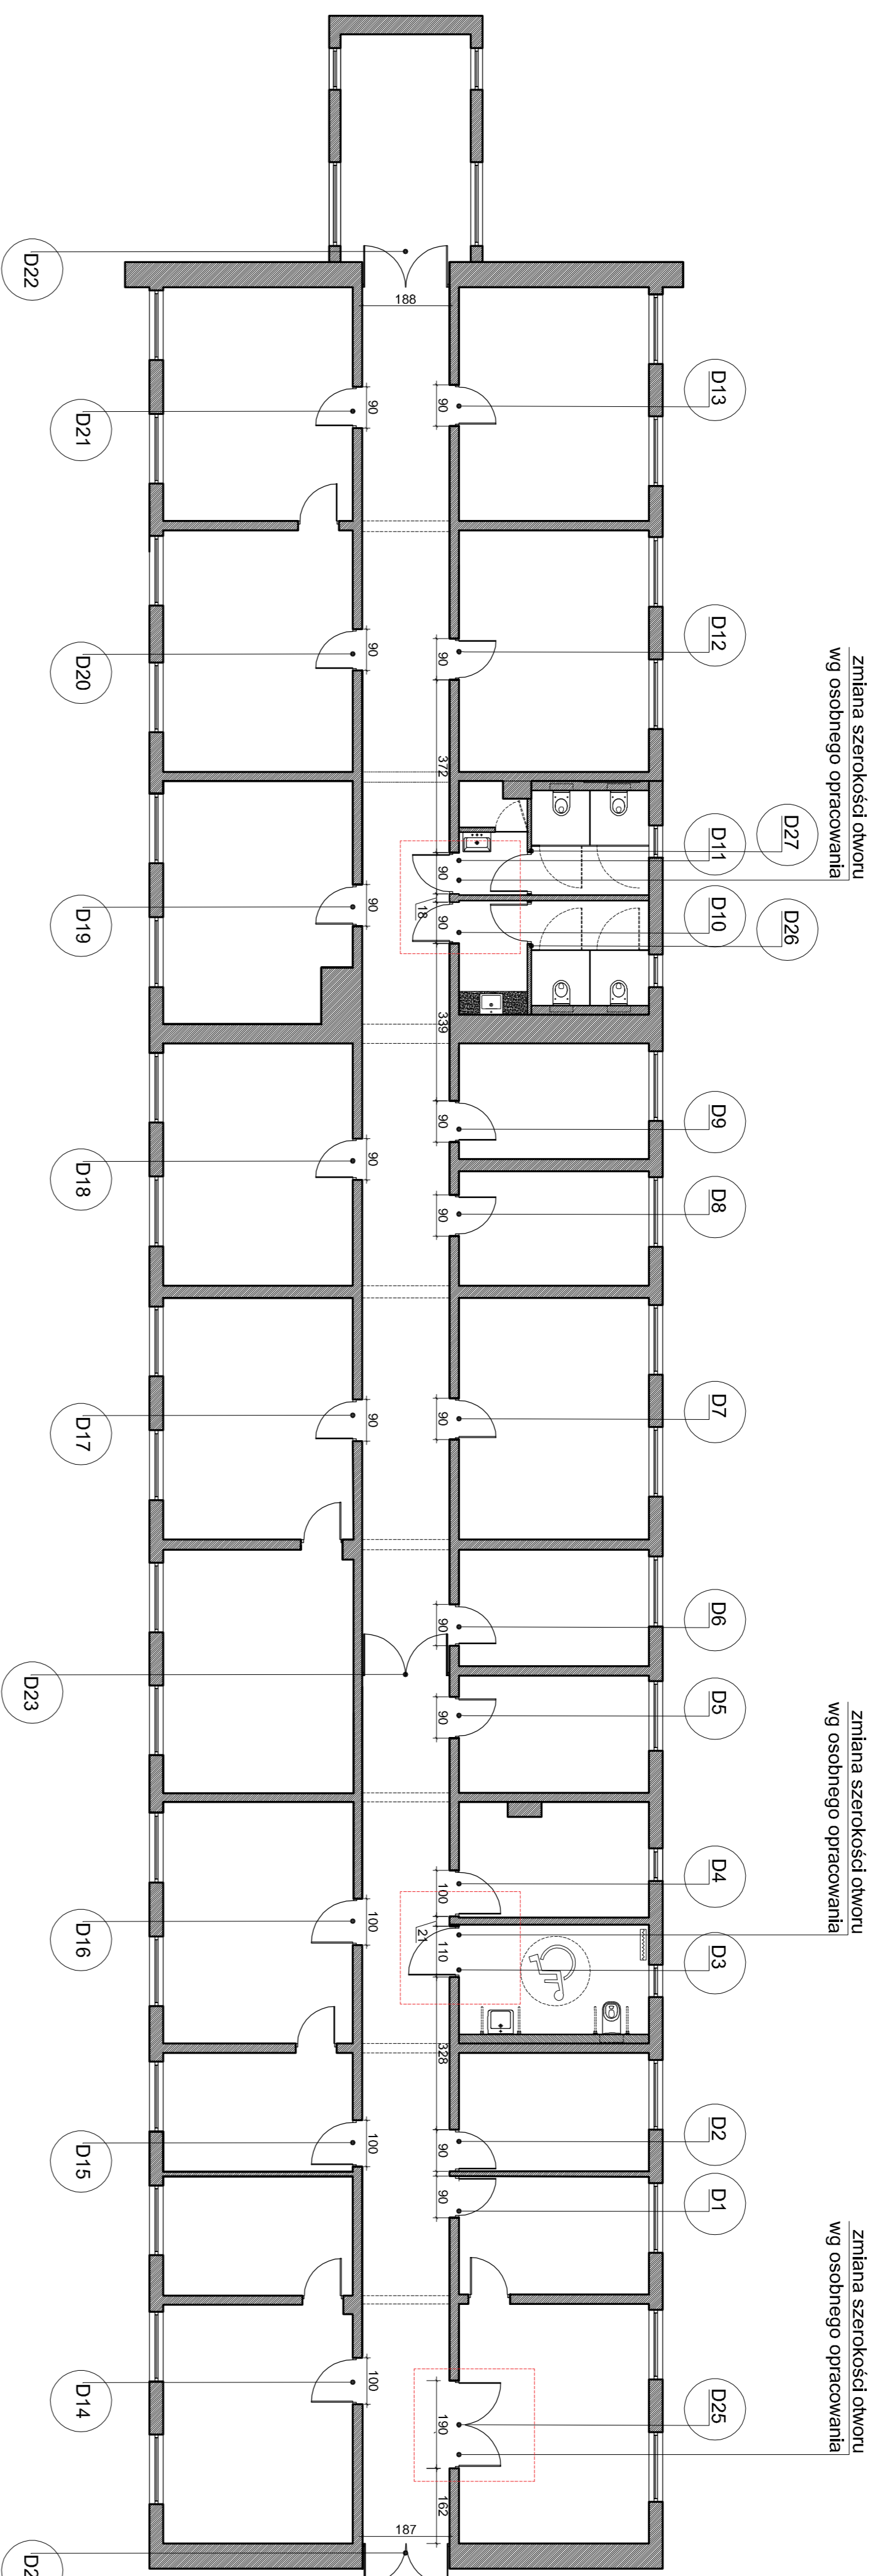 zmiana szerokości otworu
wg osobnego opracowania
zmiana szerokości otworu
wg osobnego opracowania
zmiana szerokości otworu
wg osobnego opracowania
D27
D26
D13
D12
D11
D10
D9
D8
D7
D6
D5
D4
D3
D2
D1
D25
90
90
372
90
18
90
339
90
90
90
90
90
100
21
110
328
90
90
190
162
188
187
90
90
90
90
90
100
100
100
D21
D20
D19
D18
D17
D16
D15
D14
D22
D23